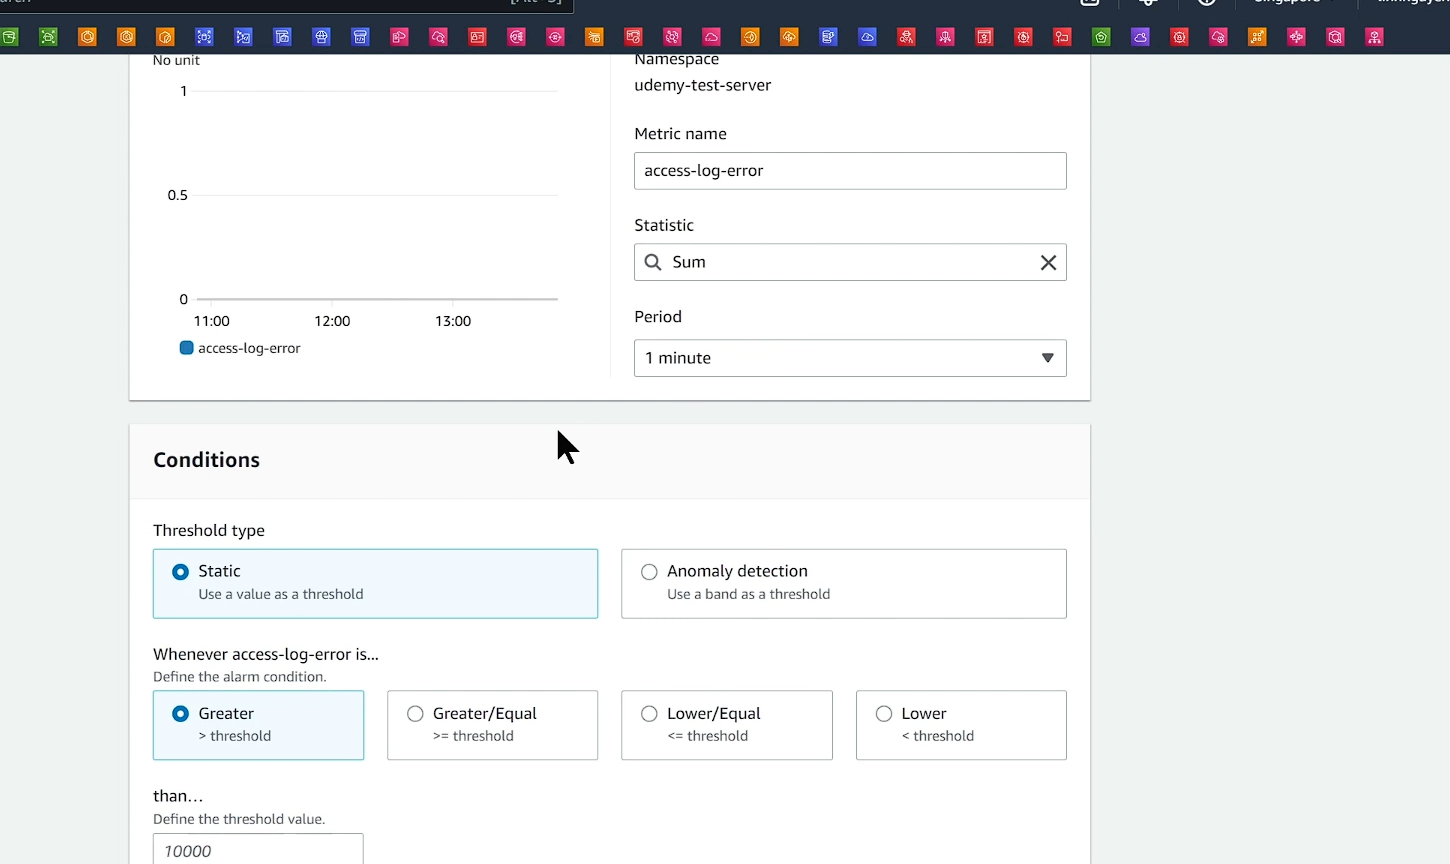 No unit
1
0.5
0
11:00 12:00 13:00
access-log-error
Namespace
udemy-test-server
Metric name
access-log-error
Statistic
Sum
Period
1 minute
Conditions
Threshold type
Static
Use a value as a threshold
Anomaly detection
Use a band as a threshold
Whenever access-log-error is...
Define the alarm condition.
Greater
> threshold
Greater/Equal
>= threshold
Lower/Equal
<= threshold
Lower
< threshold
than...
Define the threshold value.
10000